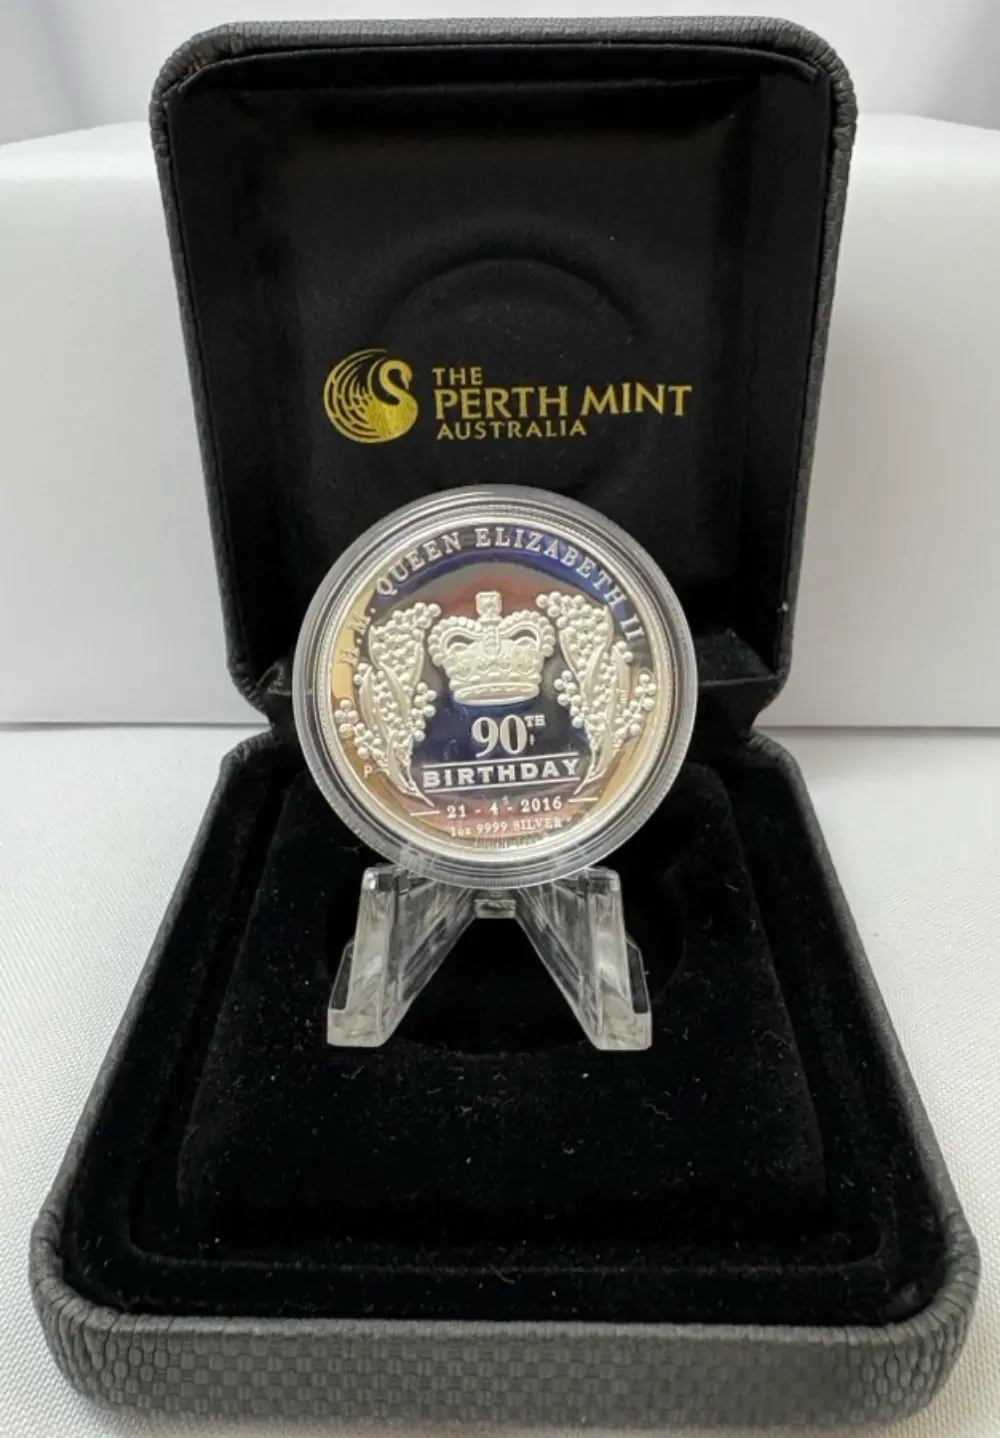 THE
PERTH MINT
AUSTRALIA
H. M. QUEEN ELIZABETH II
90TH
BIRTHDAY
P
21 - 4 - 2016
1oz 9999 SILVER